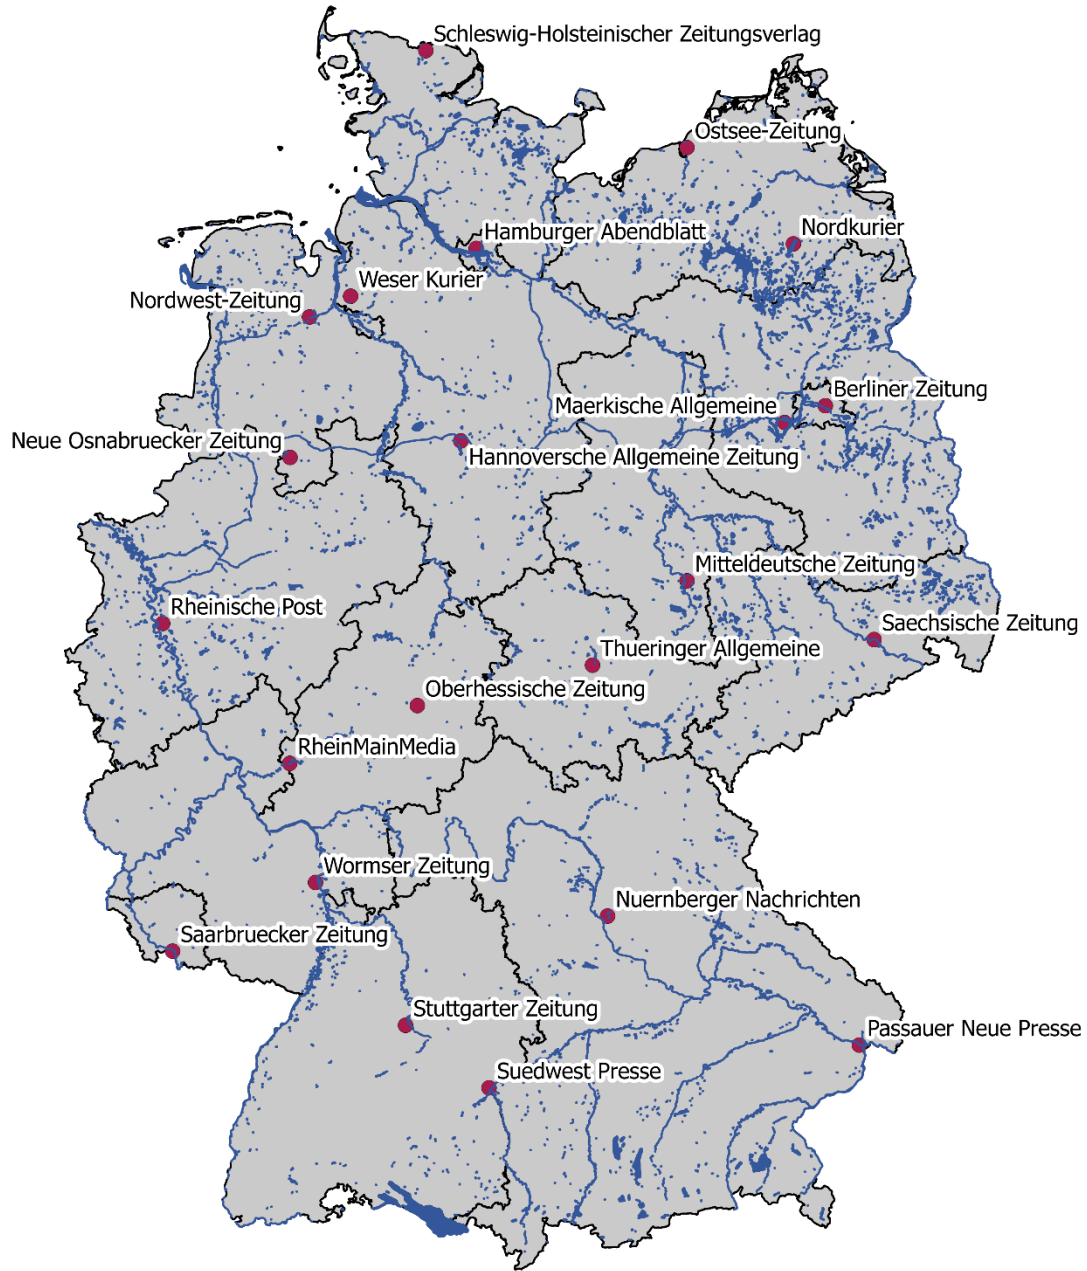 Schleswig-Holsteinischer Zeitungsverlag
Ostsee-Zeitung
Hamburger Abendblatt
Nordkurier
Weser Kurier
Nordwest-Zeitung
Berliner Zeitung
Maerkische Allgemeine
Neue Osnabruecker Zeitung
Hannoversche Allgemeine Zeitung
Mitteldeutsche Zeitung
Rheinische Post
Saechsische Zeitung
Thueringer Allgemeine
Oberhessische Zeitung
RheinMainMedia
Wormser Zeitung
Nuernberger Nachrichten
Saarbruecker Zeitung
Stuttgarter Zeitung
Passauer Neue Presse
Suedwest Presse